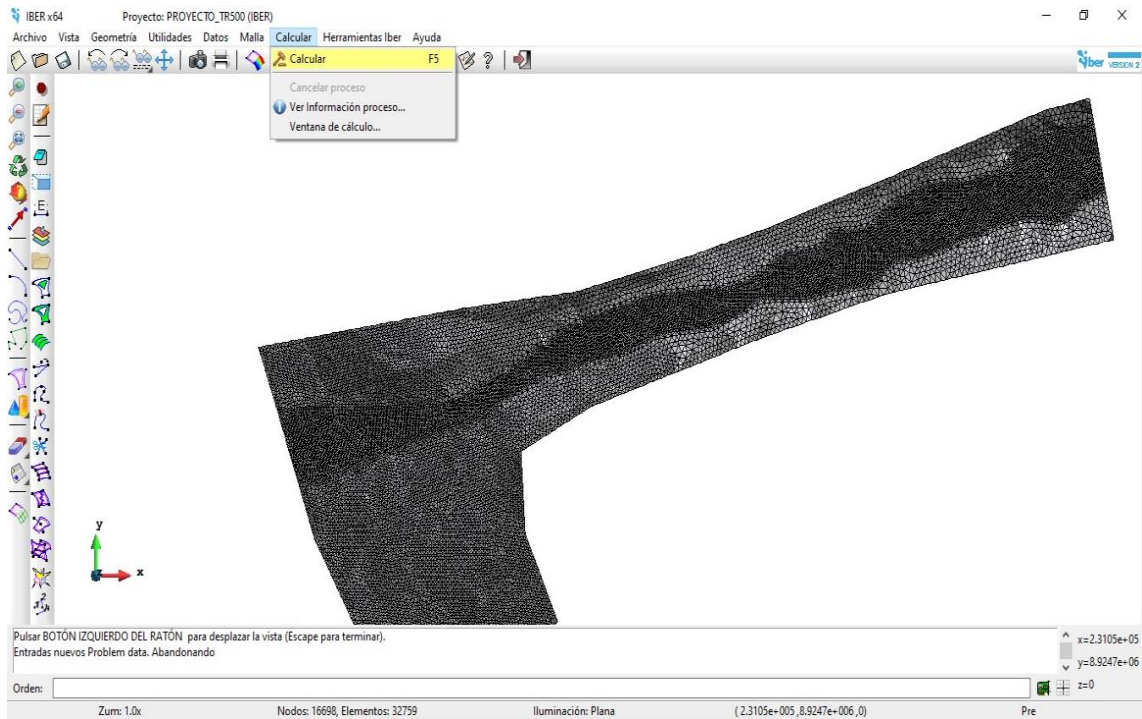 IBER x64 Proyecto: PROYECTO_TR500 (IBER)
Archivo Vista Geometría Utilidades Datos Malla Calcular Herramientas Iber Ayuda
Calcular F5
Cancelar proceso
Ver Información proceso...
Ventana de cálculo...
Iber VERSION 2
E
y
x
Pulsar BOTÓN IZQUIERDO DEL RATÓN para desplazar la vista (Escape para terminar).
Entradas nuevos Problem data. Abandonando
x=2.3105e+05
y=8.9247e+06
z=0
Orden:
Zum: 1.0x Nodos: 16698, Elementos: 32759 Iluminación: Plana (2.3105e+005 ,8.9247e+006 ,0) Pre